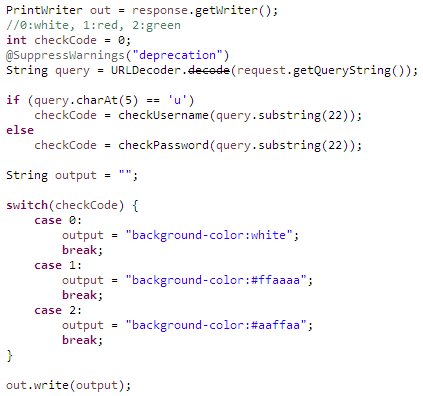 PrintWriter out = response.getWriter();
//0:white, 1:red, 2:green
int checkCode = 0;
@SuppressWarnings("deprecation")
String query = URLDecoder.decode(request.getQueryString());
if (query.charAt(5) == 'u')
checkCode = checkUsername(query.substring(22));
else
checkCode = checkPassword(query.substring(22));
String output = "";
switch(checkCode) {
case 0:
output = "background-color:white";
break;
case 1:
output = "background-color:#ffaaaa";
break;
case 2:
output = "background-color:#aaffaa";
break;
}
out.write(output);